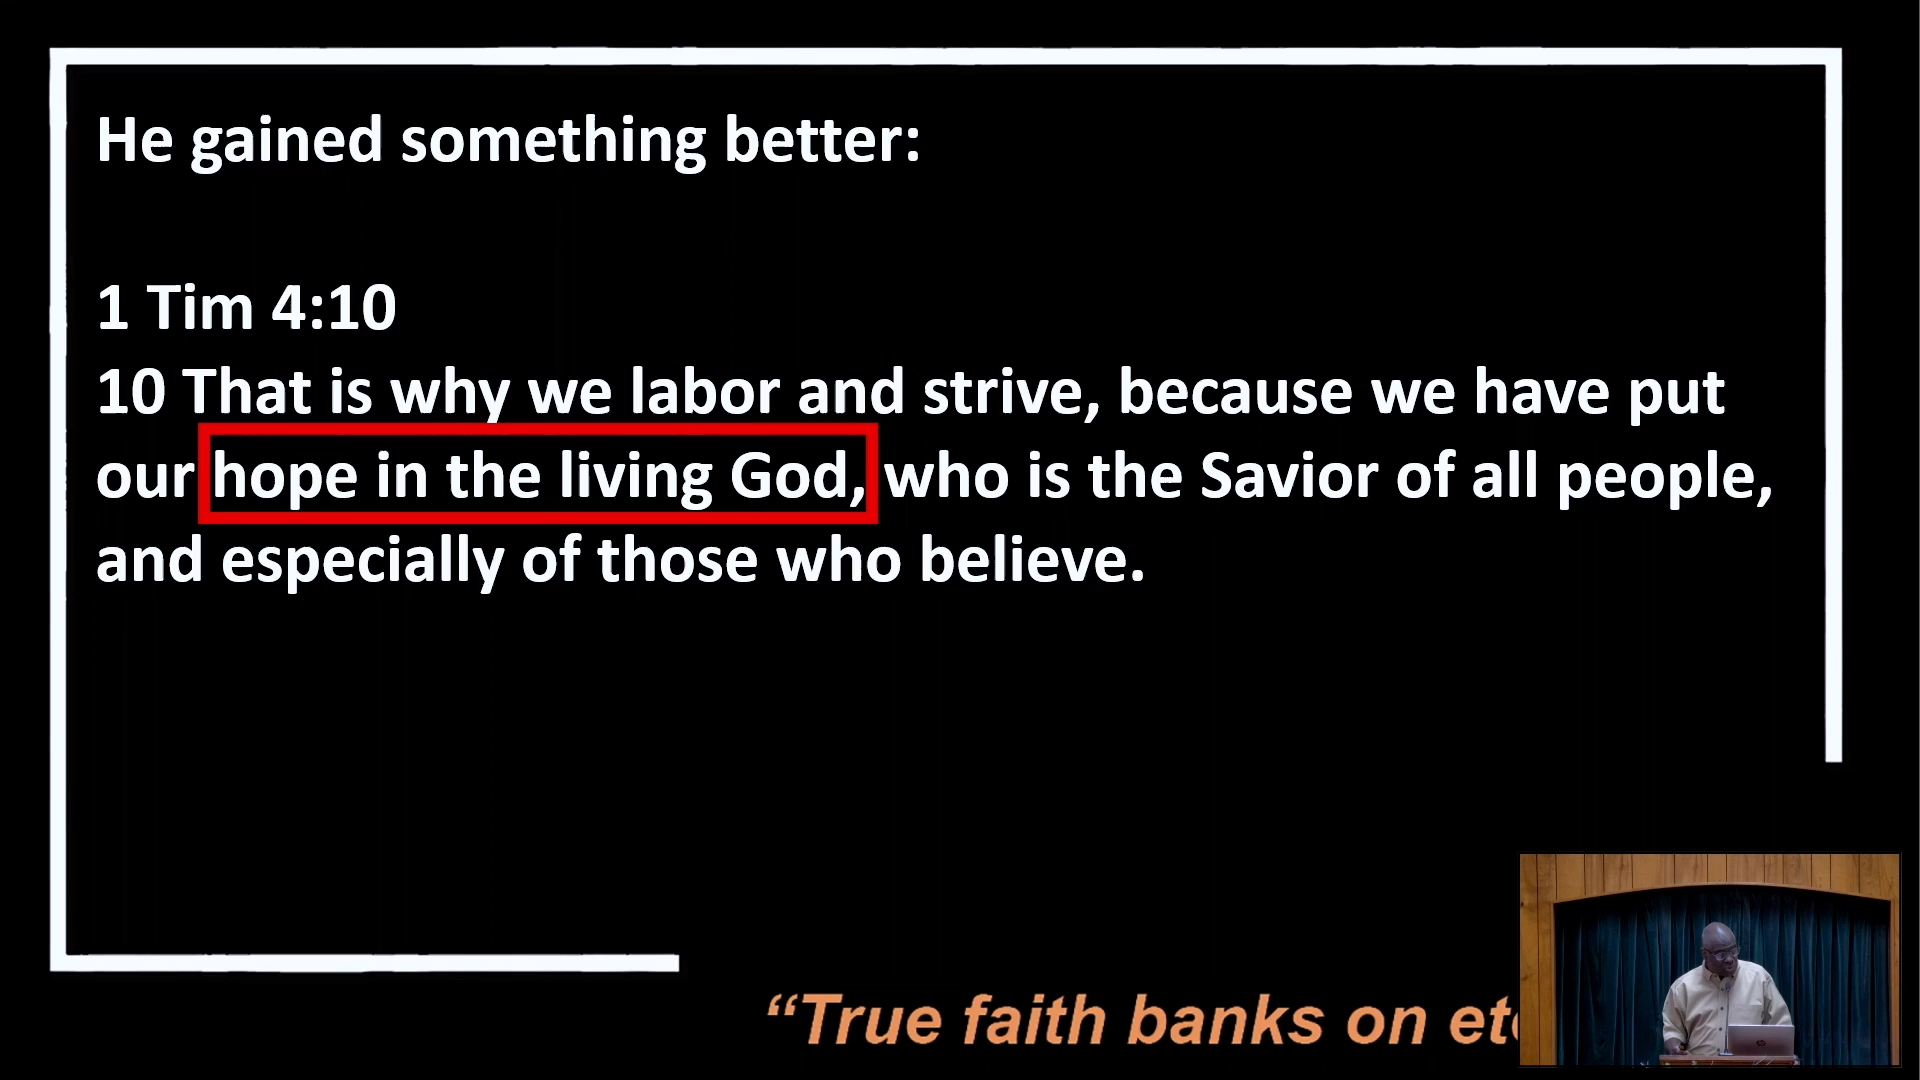 He gained something better:
1 Tim 4:10
10 That is why we labor and strive, because we have put
our hope in the living God, who is the Savior of all people,
and especially of those who believe.
“True faith banks on